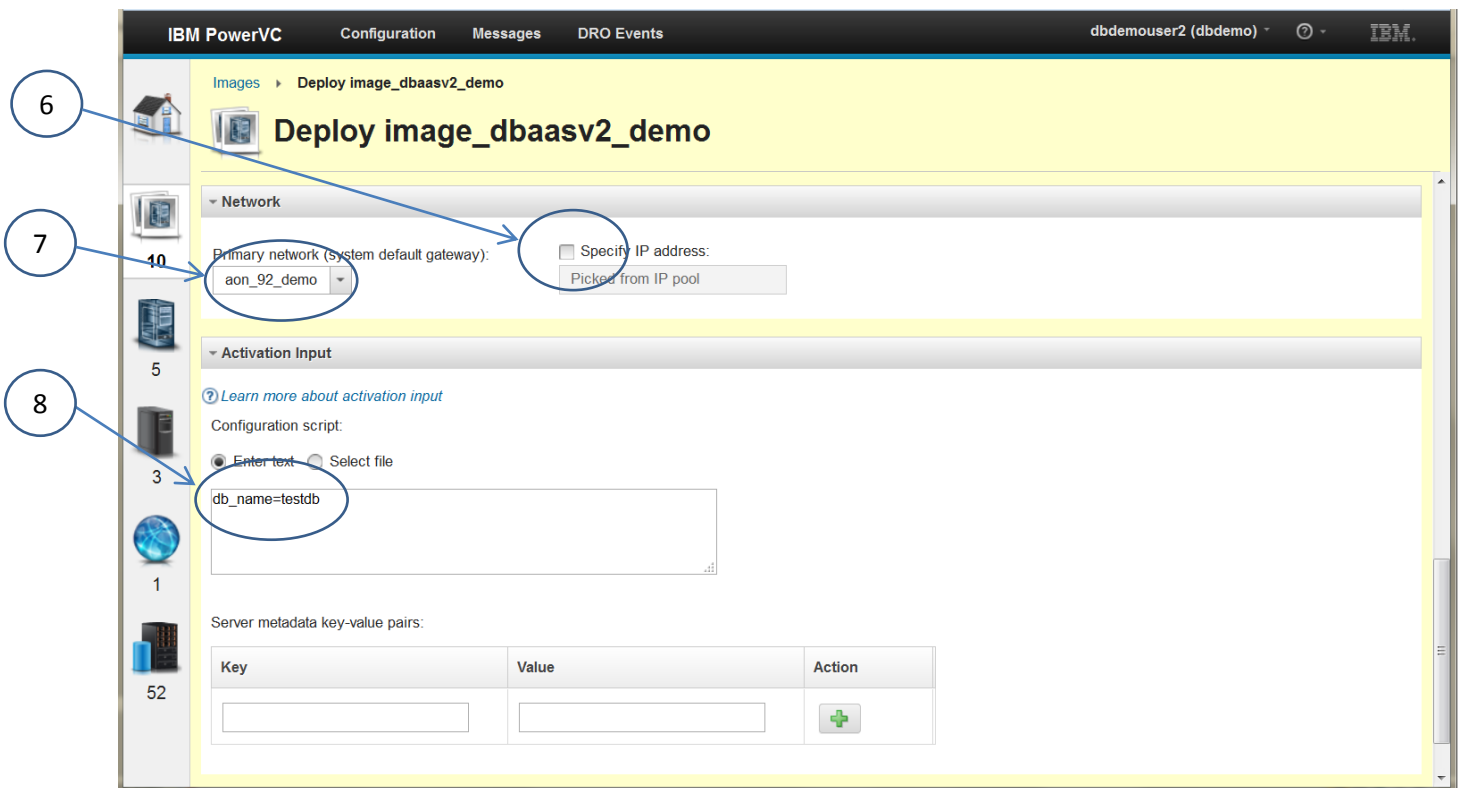 IBM PowerVC Configuration Messages DRO Events dbdemouser2 (dbdemo) IBM.
Images Deploy image_dbaasv2_demo
6
Deploy image_dbaasv2_demo
Network
7
10
Primary network (system default gateway): Specify IP address:
aon_92_demo Picked from IP pool
Activation Input
5
Learn more about activation input
8
Configuration script:
Enter text Select file
3
db_name=testdb
1
Server metadata key-value pairs:
Key Value Action
52